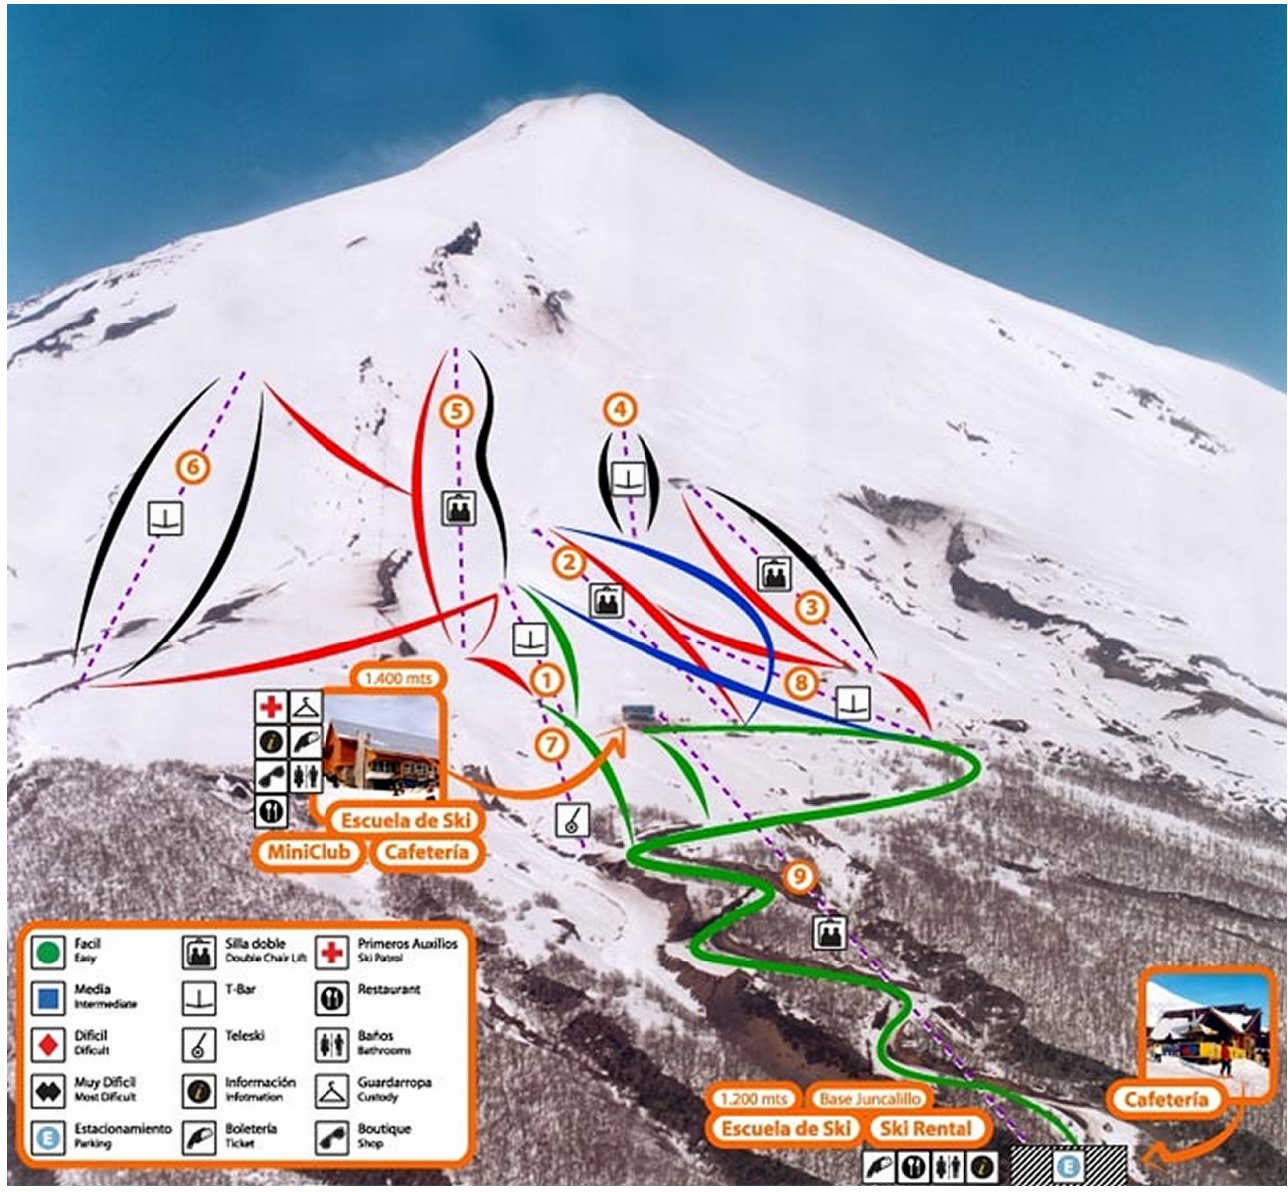 4
5
6
2
3
8
1
7
9
1.400 mts
Escuela de Ski
MiniClub
Cafetería
Facil
Easy
Media
Intermediate
Difícil
Dificult
Muy Difícil
Most Dificult
Estacionamiento
E
Parking
Silla doble
Double Chair Lift
T-Bar
Teleski
Información
i
Infotmation
Boletería
Ticket
Primeros Auxilios
Ski Patrol
Restaurant
Baños
Bathrooms
Guardarropa
Custody
Boutique
Shop
1.200 mts
Base Juncalillo
Escuela de Ski
Ski Rental
Cafetería
i
E